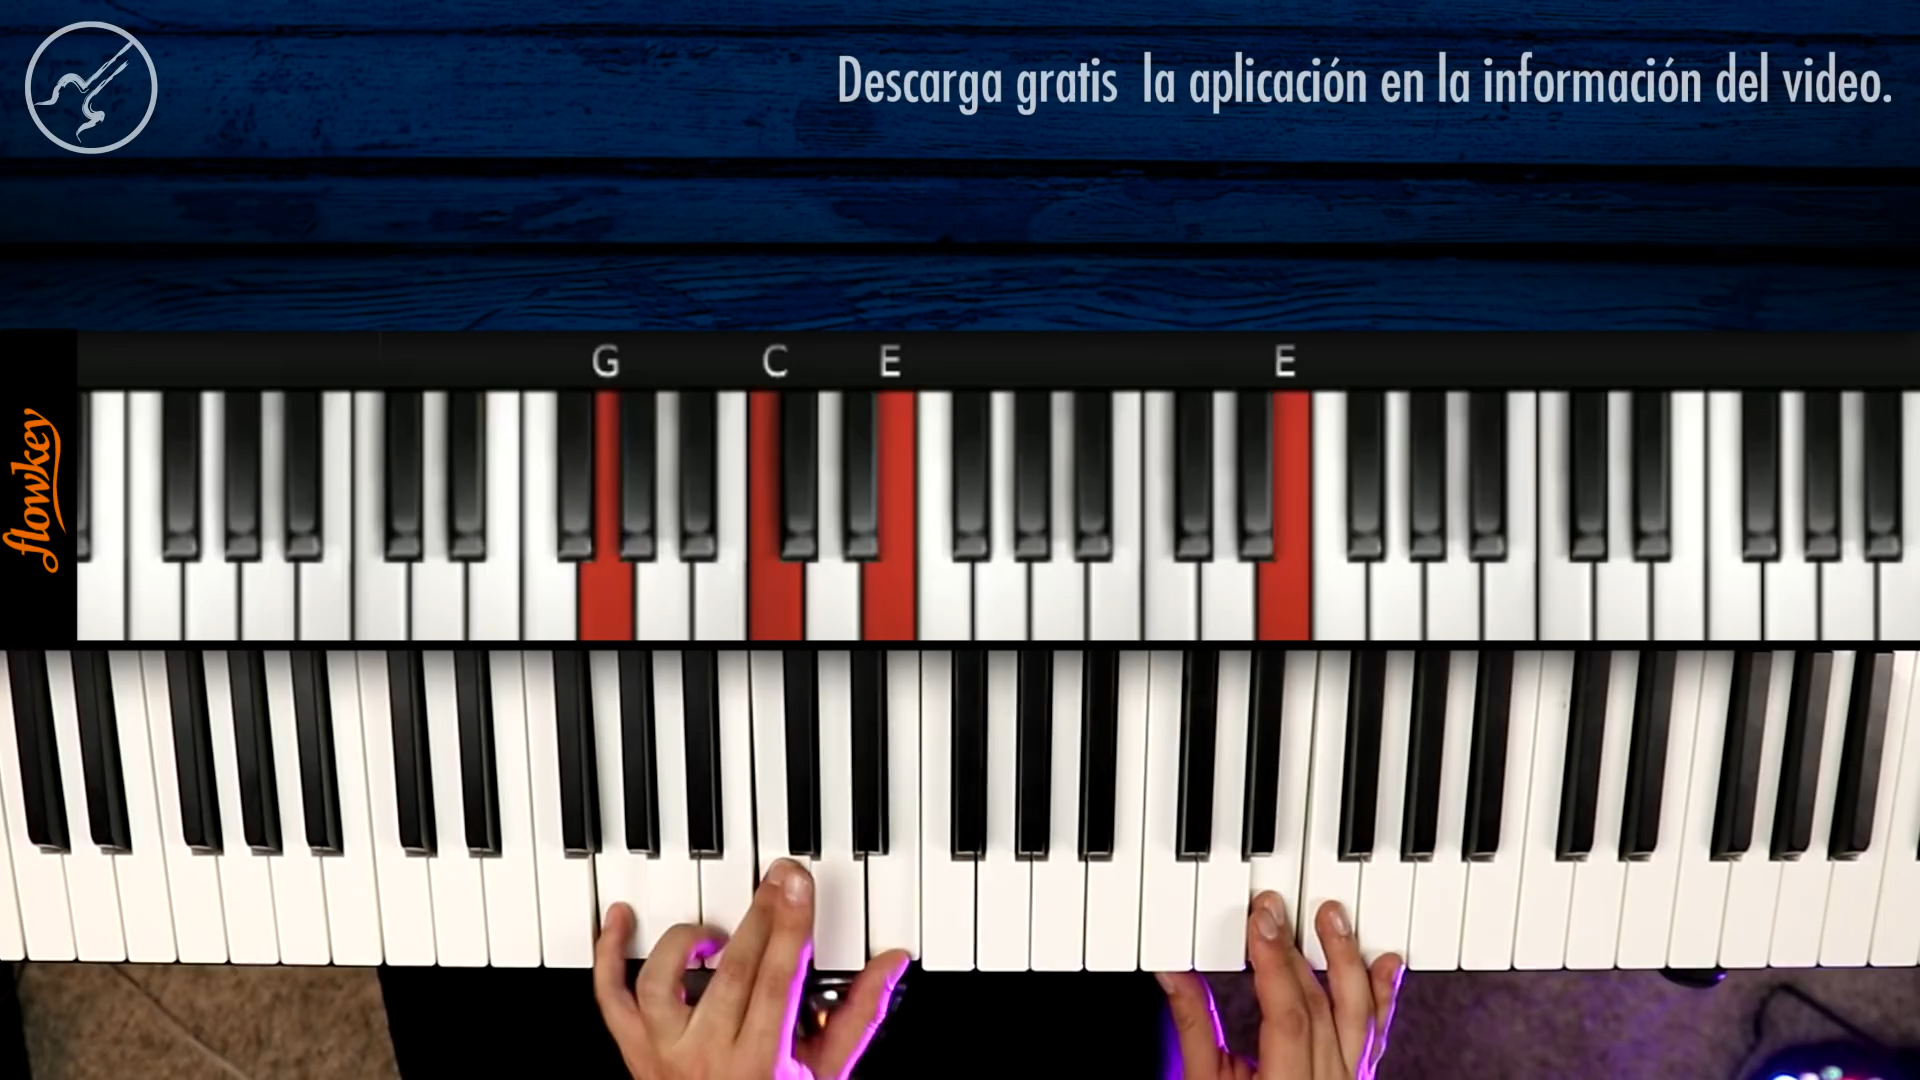 Descarga gratis la aplicación en la información del video.
G C E E
flowkey